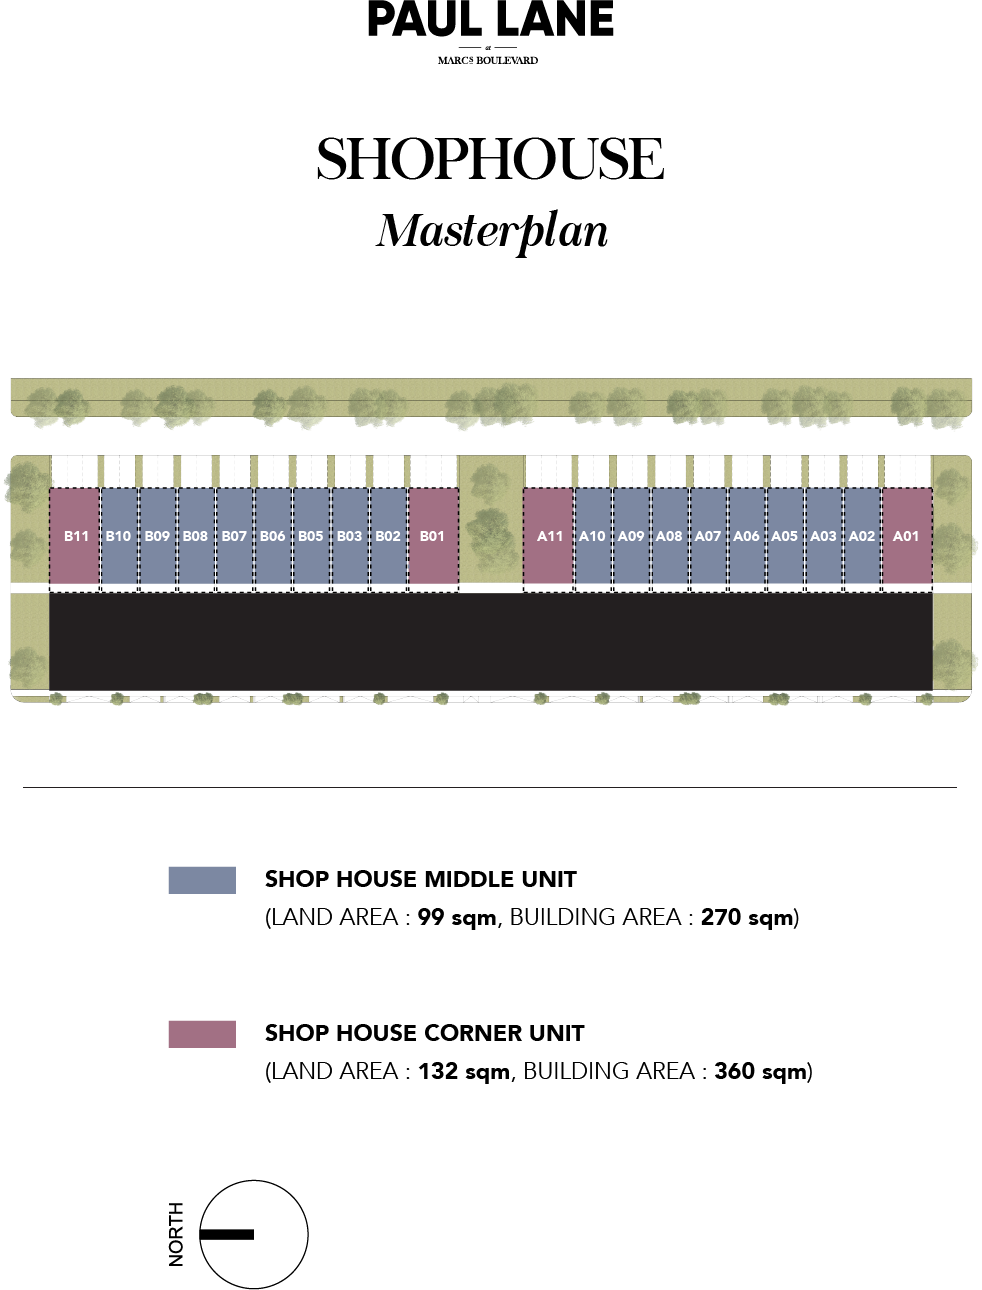 PAUL LANE
at
MARCS BOULEVARD
SHOPHOUSE
Masterplan
B11 B10 B09 B08 B07 B06 B05 B03 B02 B01 A11 A10 A09 A08 A07 A06 A05 A03 A02 A01
SHOP HOUSE MIDDLE UNIT
(LAND AREA : 99 sqm, BUILDING AREA : 270 sqm)
SHOP HOUSE CORNER UNIT
(LAND AREA : 132 sqm, BUILDING AREA : 360 sqm)
NORTH